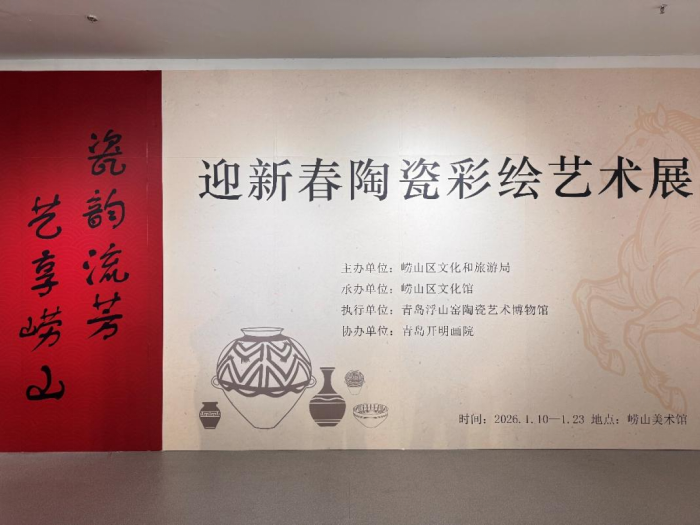 瓷韵流芳
艺享崂山
迎新春陶瓷彩绘艺术展
主办单位：崂山区文化和旅游局
承办单位：崂山区文化馆
执行单位：青岛浮山窑陶瓷艺术博物馆
协办单位：青岛开明画院
时间：2026.1.10—1.23 地点：崂山美术馆